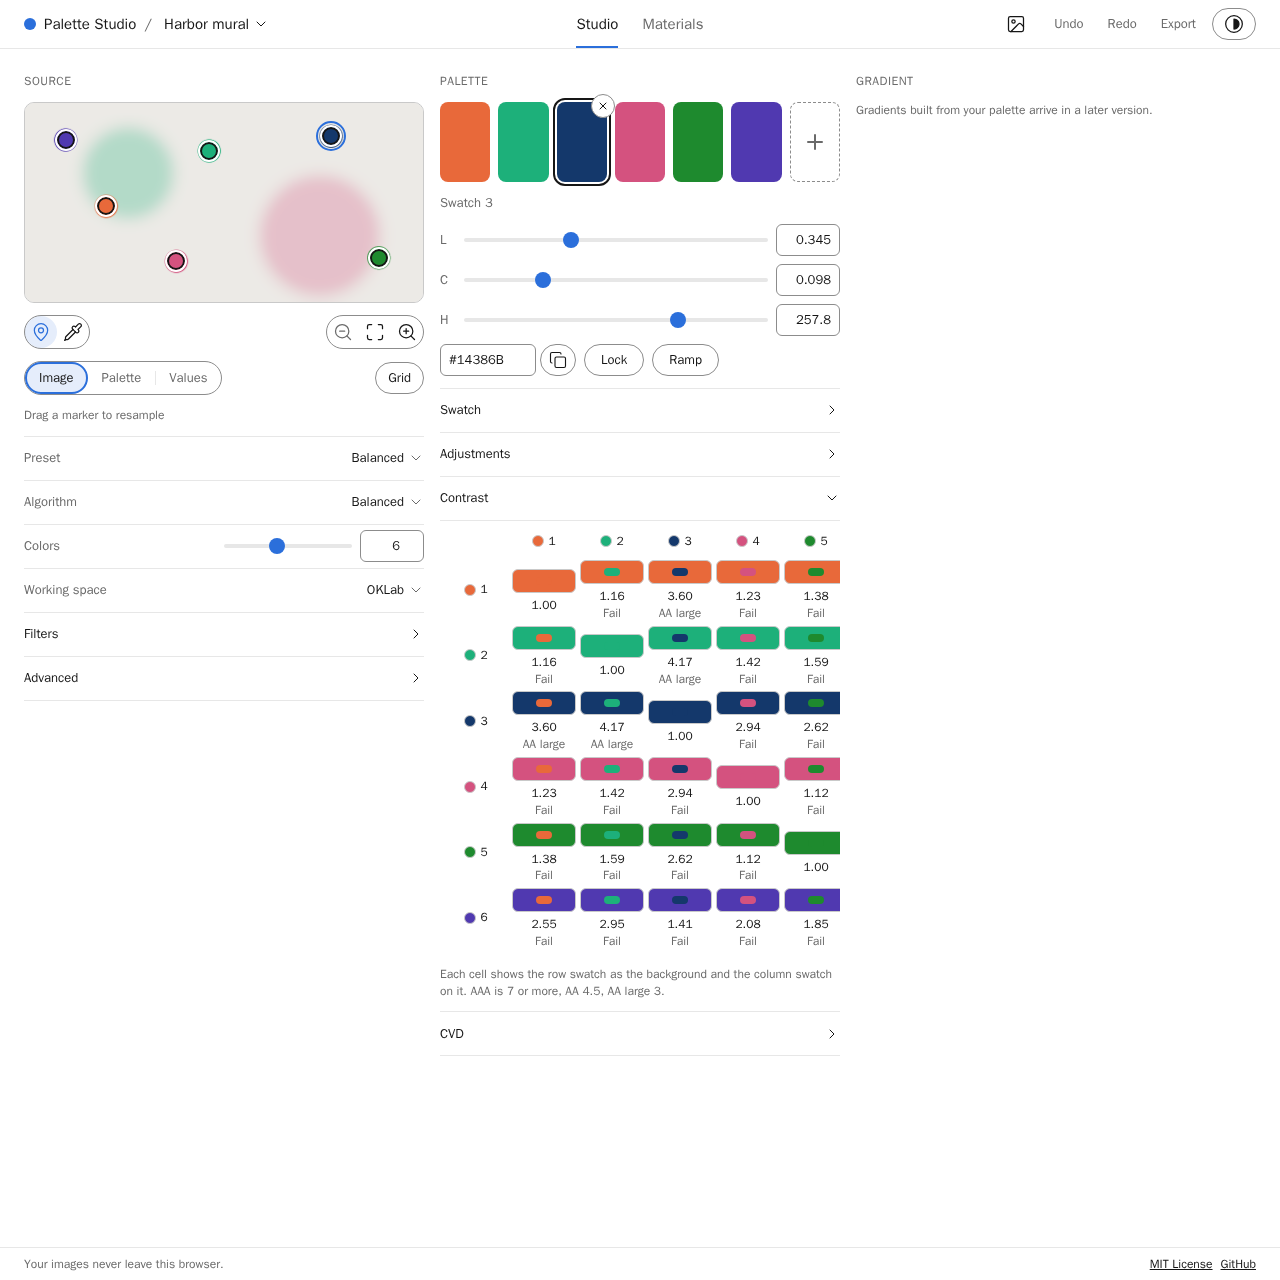 Palette Studio / Harbor mural
Studio Materials
Undo Redo Export
SOURCE
Image Palette Values Grid
Drag a marker to resample
Preset Balanced
Algorithm Balanced
Colors 6
Working space OKLab
Filters
Advanced
PALETTE
Swatch 3
L 0.345
C 0.098
H 257.8
#14386B Lock Ramp
Swatch
Adjustments
Contrast
1 2 3 4 5
1 1.00 1.16 3.60 1.23 1.38
Fail AA large Fail Fail
2 1.16 1.00 4.17 1.42 1.59
Fail AA large Fail Fail
3 3.60 4.17 1.00 2.94 2.62
AA large AA large Fail Fail
4 1.23 1.42 2.94 1.00 1.12
Fail Fail Fail Fail
5 1.38 1.59 2.62 1.12 1.00
Fail Fail Fail Fail
6 2.55 2.95 1.41 2.08 1.85
Fail Fail Fail Fail Fail
Each cell shows the row swatch as the background and the column swatch
on it. AAA is 7 or more, AA 4.5, AA large 3.
CVD
GRADIENT
Gradients built from your palette arrive in a later version.
Your images never leave this browser.
MIT License GitHub